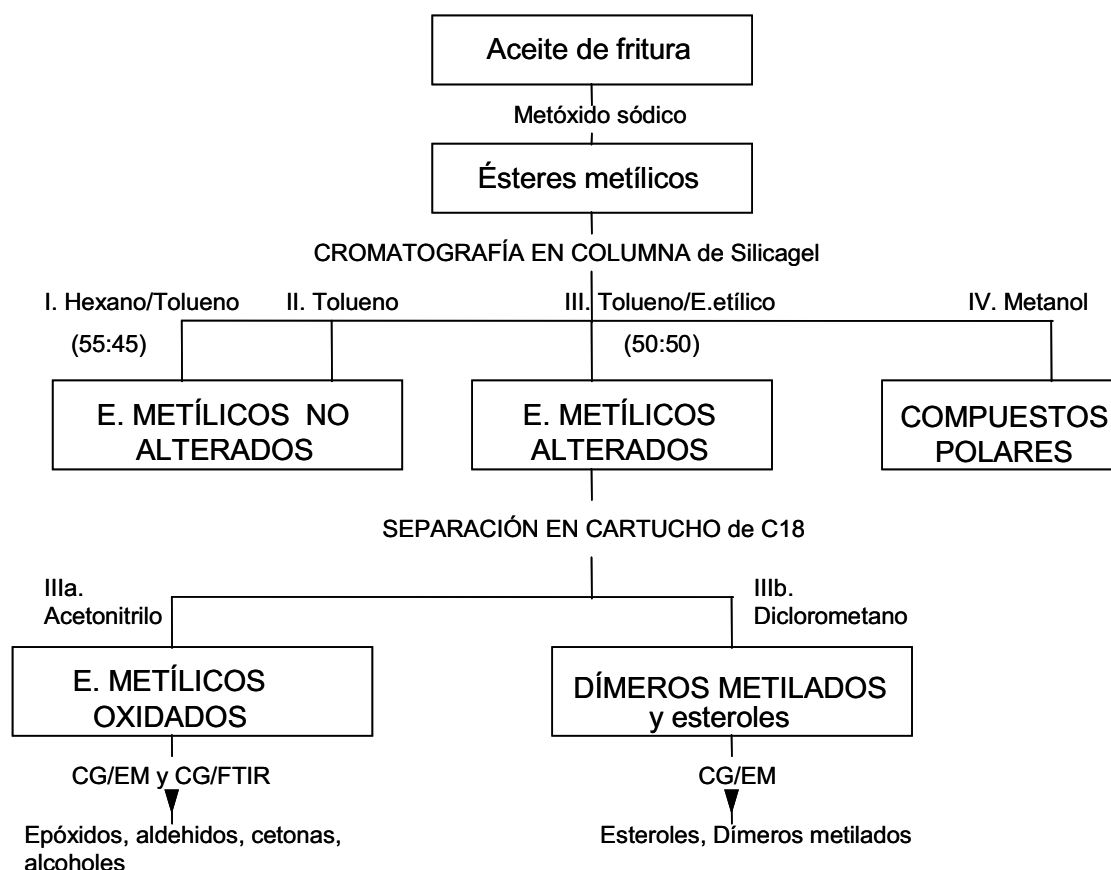 Aceite de fritura
Metóxido sódico
Ésteres metílicos
CROMATOGRAFÍA EN COLUMNA de Silicagel
I. Hexano/Tolueno
(55:45)
II. Tolueno
III. Tolueno/E.etílico
(50:50)
IV. Metanol
E. METÍLICOS NO
ALTERADOS
E. METÍLICOS
ALTERADOS
COMPUESTOS
POLARES
SEPARACIÓN EN CARTUCHO de C18
IIIa.
Acetonitrilo
IIIb.
Diclorometano
E. METÍLICOS
OXIDADOS
DÍMEROS METILADOS
y esteroles
CG/EM y CG/FTIR
CG/EM
Epóxidos, aldehidos, cetonas,
alcoholes
Esteroles, Dímeros metilados